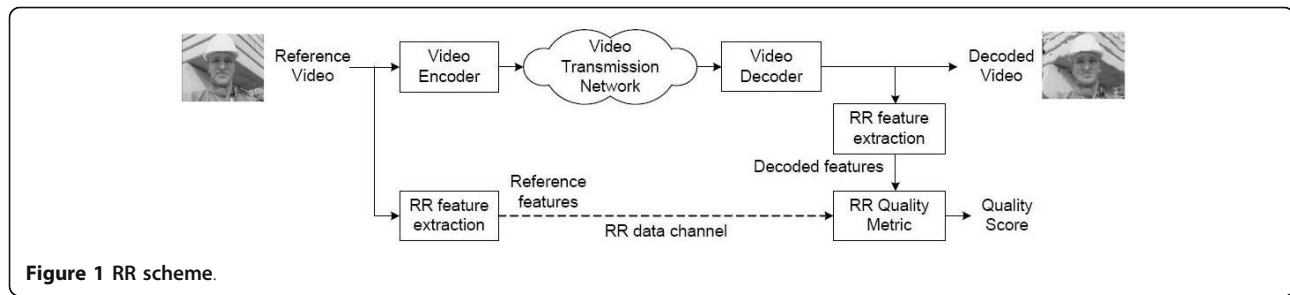 Reference
Video
Video
Encoder
Video
Transmission
Network
Video
Decoder
Decoded
Video
RR feature
extraction
Decoded features
RR feature
extraction
Reference
features
RR data channel
RR Quality
Metric
Quality
Score
Figure 1 RR scheme.